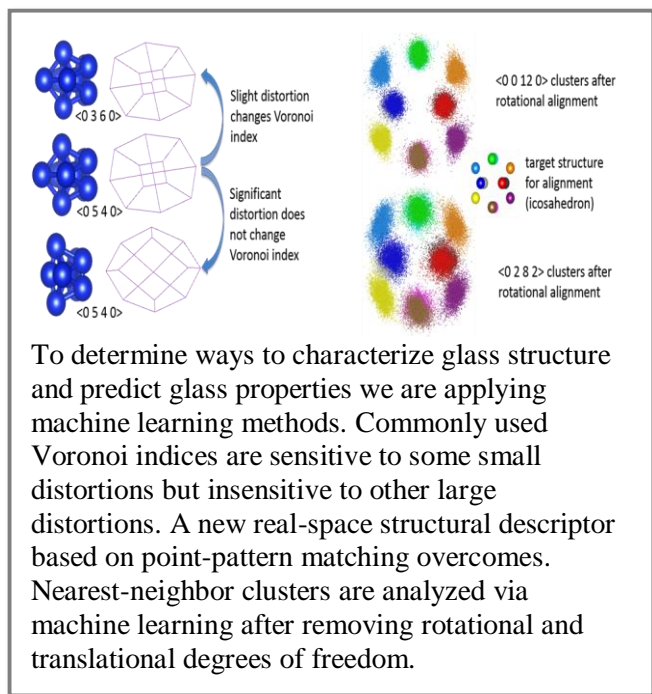 <0 3 6 0>
Slight distortion
changes Voronoi
index
<0 5 4 0>
Significant
distortion does
not change
Voronoi index
<0 5 4 0>
<0 0 12 0> clusters after
rotational alignment
target structure
for alignment
(icosahedron)
<0 2 8 2> clusters after
rotational alignment
To determine ways to characterize glass structure
and predict glass properties we are applying
machine learning methods. Commonly used
Voronoi indices are sensitive to some small
distortions but insensitive to other large
distortions. A new real-space structural descriptor
based on point-pattern matching overcomes.
Nearest-neighbor clusters are analyzed via
machine learning after removing rotational and
translational degrees of freedom.